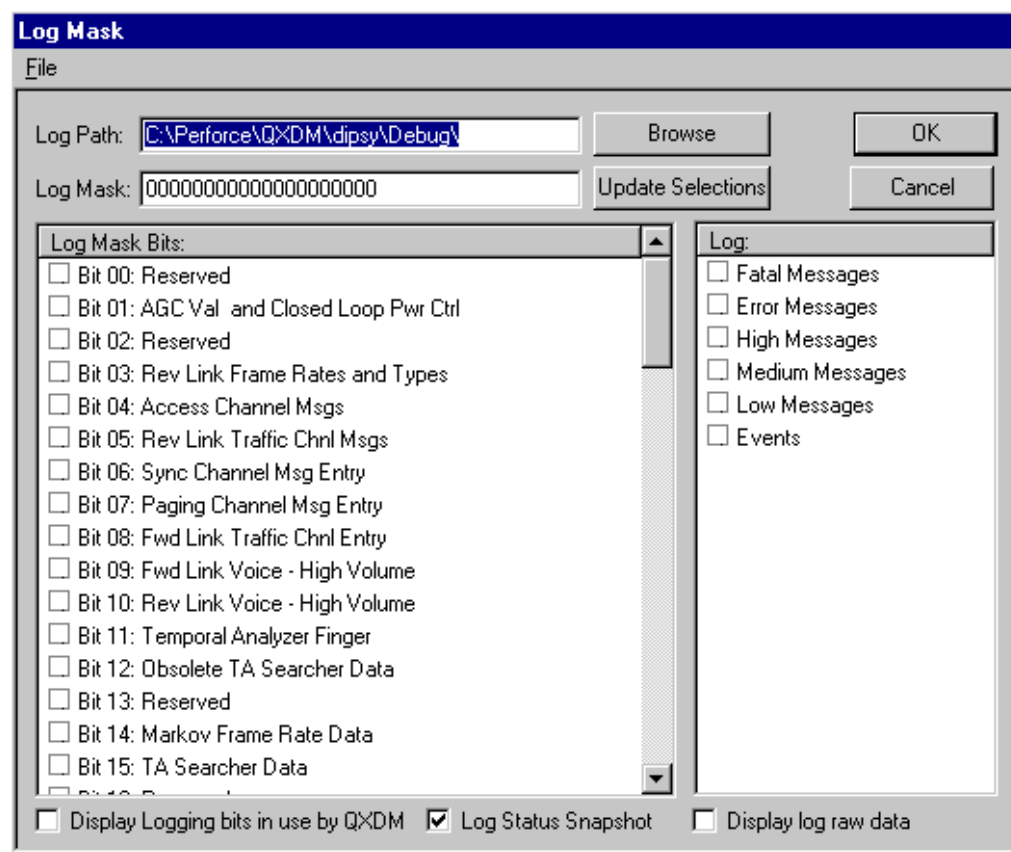 Log Mask
File
Log Path: C:\Perforce\QXDM\dipsy\Debug\ Browse OK
Log Mask: 00000000000000000000 Update Selections Cancel
Log Mask Bits:
Bit 00: Reserved
Bit 01: AGC Val and Closed Loop Pwr Ctrl
Bit 02: Reserved
Bit 03: Rev Link Frame Rates and Types
Bit 04: Access Channel Msgs
Bit 05: Rev Link Traffic Chnl Msgs
Bit 06: Sync Channel Msg Entry
Bit 07: Paging Channel Msg Entry
Bit 08: Fwd Link Traffic Chnl Entry
Bit 09: Fwd Link Voice - High Volume
Bit 10: Rev Link Voice - High Volume
Bit 11: Temporal Analyzer Finger
Bit 12: Obsolete TA Searcher Data
Bit 13: Reserved
Bit 14: Markov Frame Rate Data
Bit 15: TA Searcher Data
Log:
Fatal Messages
Error Messages
High Messages
Medium Messages
Low Messages
Events
Display Logging bits in use by QXDM Log Status Snapshot Display log raw data